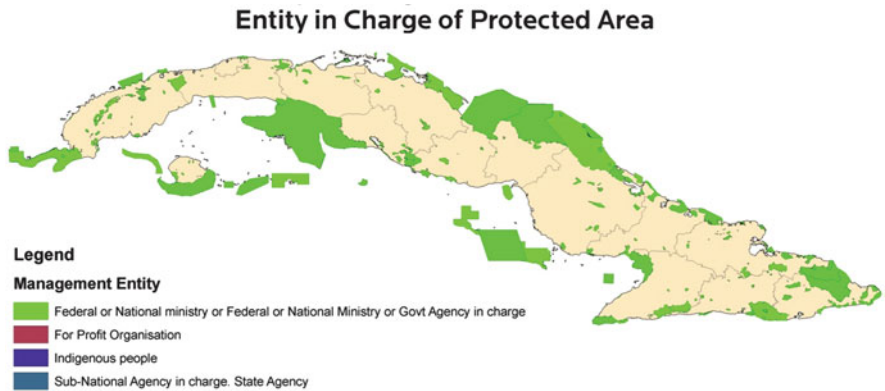 Entity in Charge of Protected Area
Legend
Management Entity
Federal or National ministry or Federal or National Ministry or Govt Agency in charge
For Profit Organisation
Indigenous people
Sub-National Agency in charge. State Agency